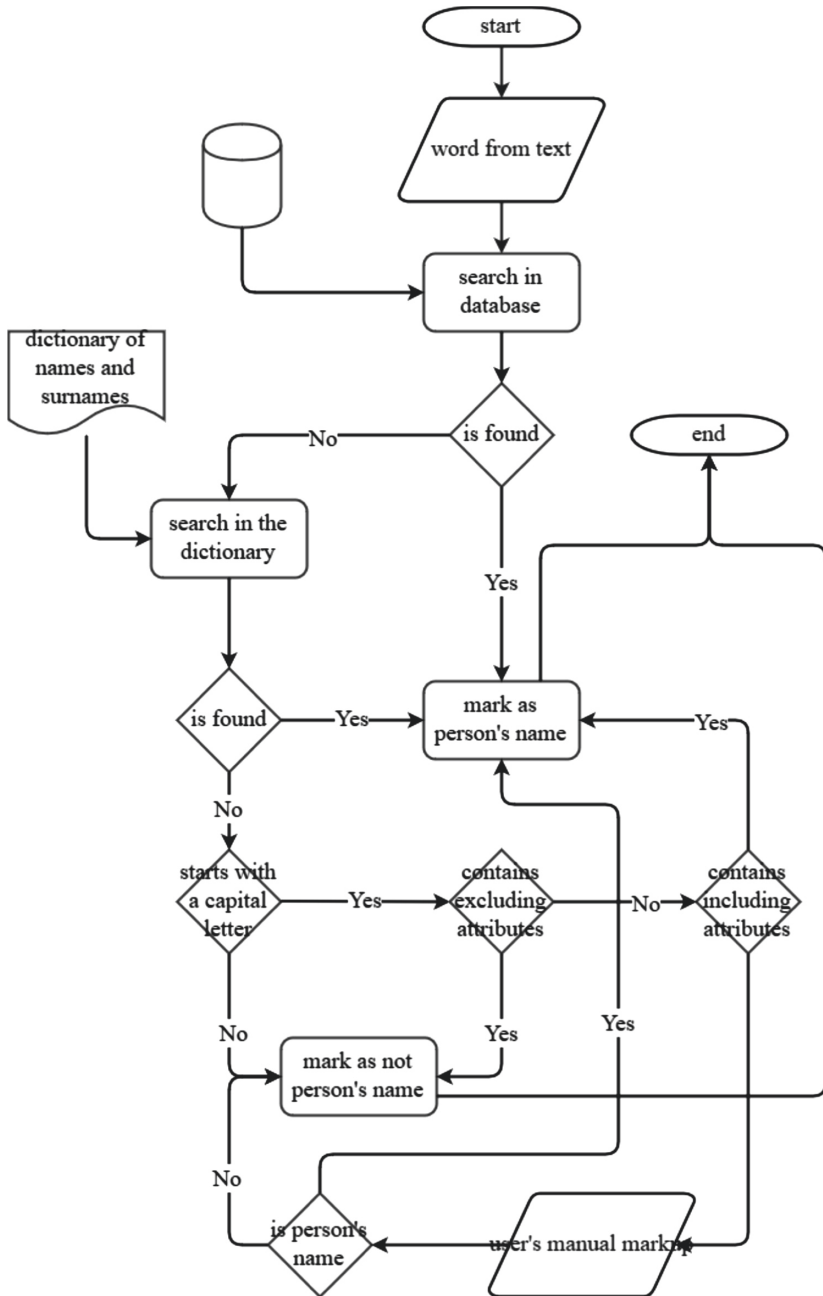 start
word from text
search in
database
dictionary of
names and
surnames
is found
No
end
search in the
dictionary
Yes
is found
Yes
mark as
person's name
Yes
No
starts with
a capital
letter
Yes
contains
excluding
attributes
No
contains
including
attributes
No
Yes
Yes
mark as not
person's name
No
is person's
name
user's manual markup